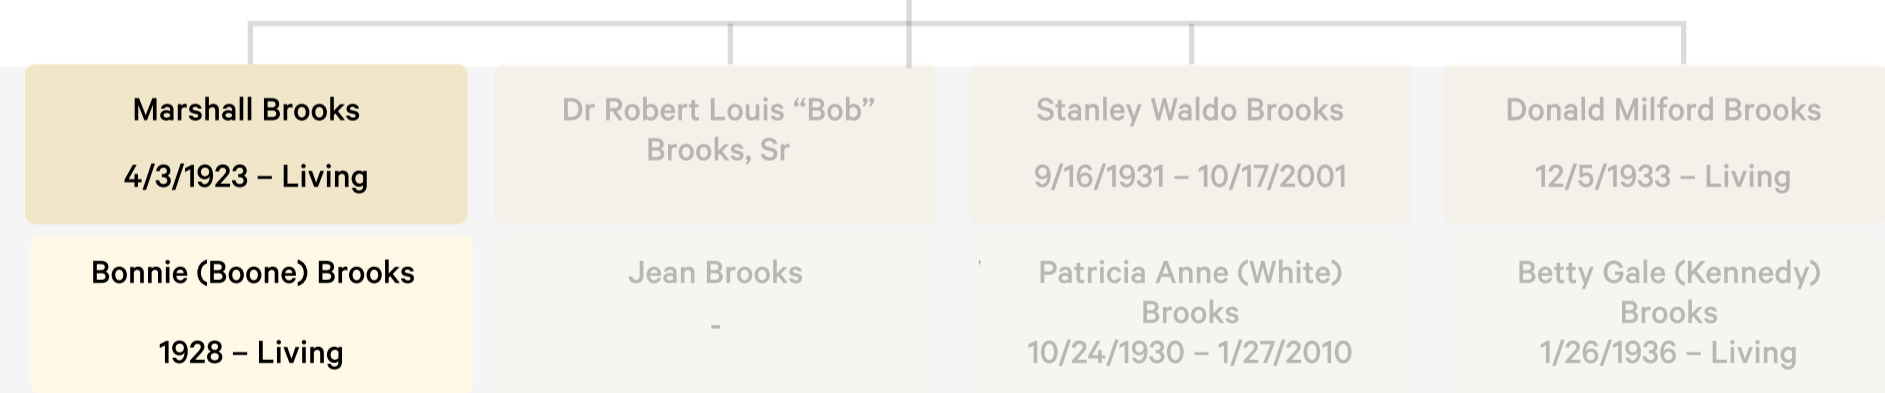 Marshall Brooks
4/3/1923 – Living
Bonnie (Boone) Brooks
1928 – Living
Dr Robert Louis “Bob”
Brooks, Sr
Jean Brooks
-
Stanley Waldo Brooks
9/16/1931 – 10/17/2001
Patricia Anne (White)
Brooks
10/24/1930 – 1/27/2010
Donald Milford Brooks
12/5/1933 – Living
Betty Gale (Kennedy)
Brooks
1/26/1936 – Living